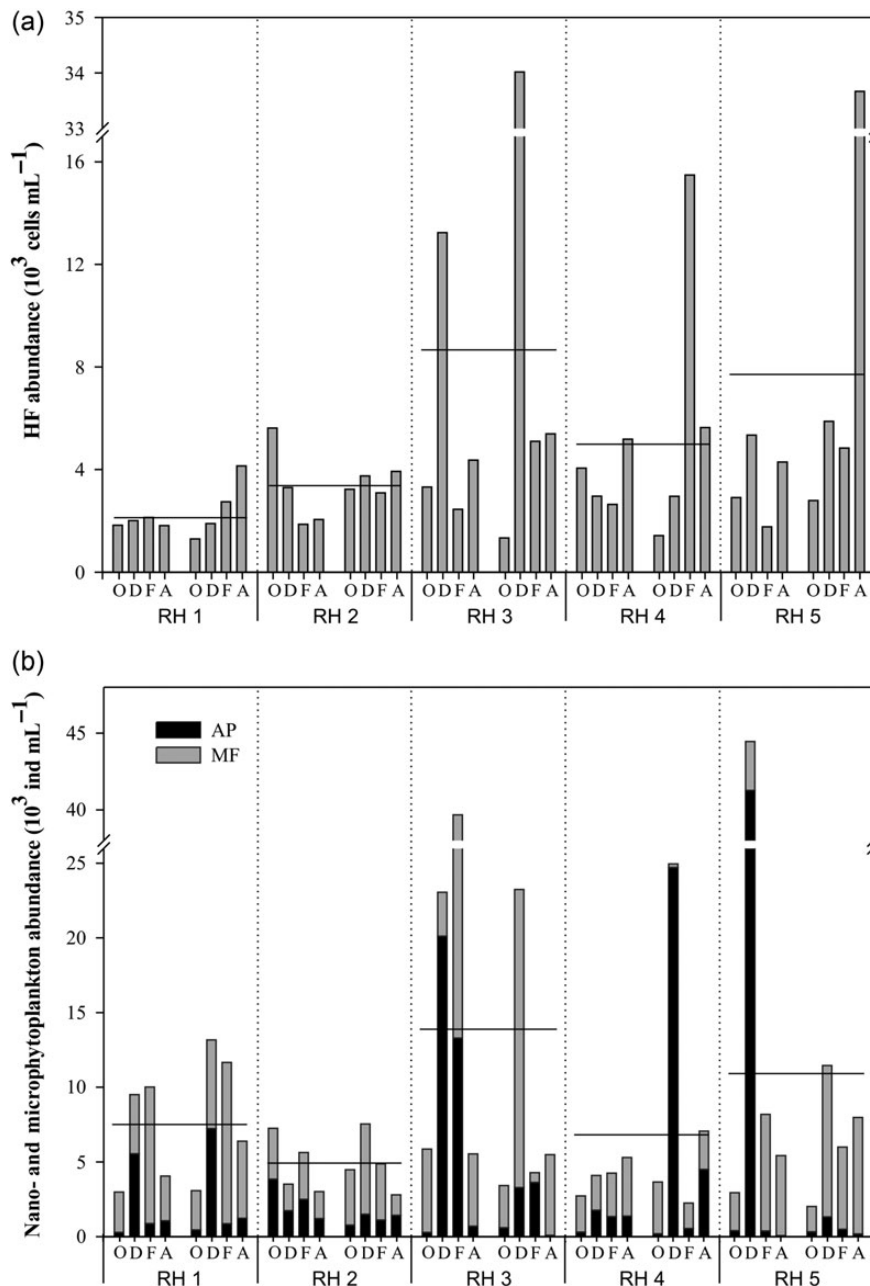 (a)
HF abundance (10³ cells mL⁻¹)
35
34
33
16
12
8
4
0
O D F A O D F A O D F A O D F A O D F A O D F A O D F A O D F A O D F A O D F A
RH 1 RH 2 RH 3 RH 4 RH 5
(b)
Nano- and microphytoplankton abundance (10³ ind mL⁻¹)
AP
MF
45
40
25
20
15
10
5
0
O D F A O D F A O D F A O D F A O D F A O D F A O D F A O D F A O D F A O D F A
RH 1 RH 2 RH 3 RH 4 RH 5